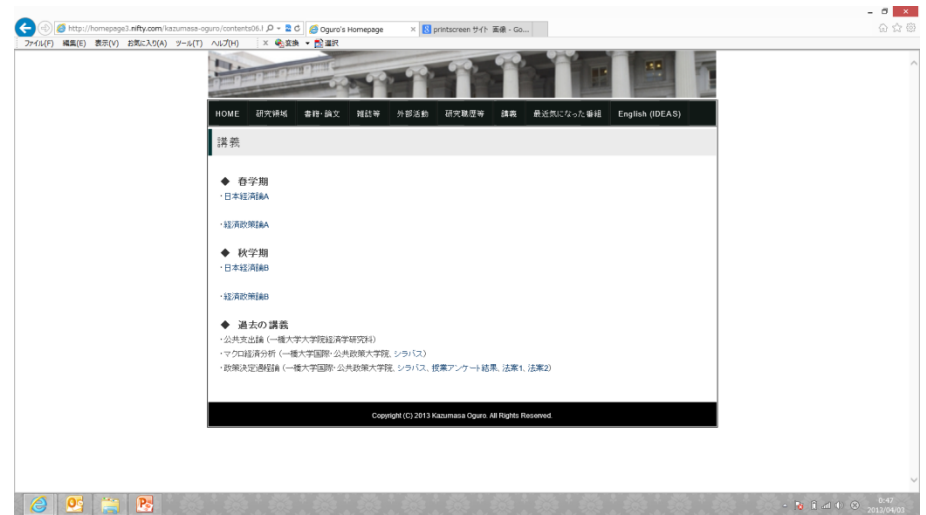 http://homepage3.nifty.com/kazumasa-oguro/contents06.l
Oguro's Homepage
printscreen サイト 画像 - Go...
ファイル(F) 編集(E) 表示(V) お気に入り(A) ツール(T) ヘルプ(H)
x 変換 選択
HOME 研究領域 書籍・論文 雑誌等 外部活動 研究職歴等 講義 最近気になった番組 English (IDEAS)
講義
◆ 春学期
・日本経済論A
・経済政策論A
◆ 秋学期
・日本経済論B
・経済政策論B
◆ 過去の講義
・公共支出論 (一橋大学大学院経済学研究科)
・マクロ経済分析 (一橋大学国際・公共政策大学院, シラバス)
・政策決定過程論 (一橋大学国際・公共政策大学院, シラバス, 授業アンケート結果, 法案1, 法案2)
Copyright (C) 2013 Kazumasa Oguro. All Rights Reserved.
0:47
2013/04/03